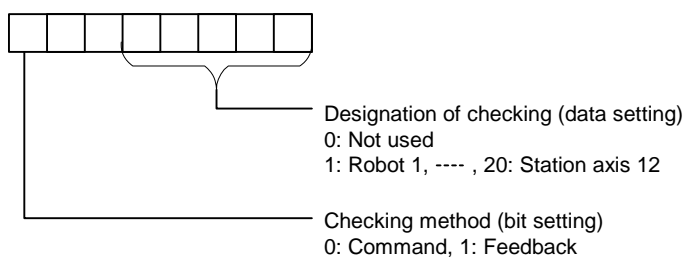 Designation of checking (data setting)
0: Not used
1: Robot 1, ---- , 20: Station axis 12
Checking method (bit setting)
0: Command, 1: Feedback